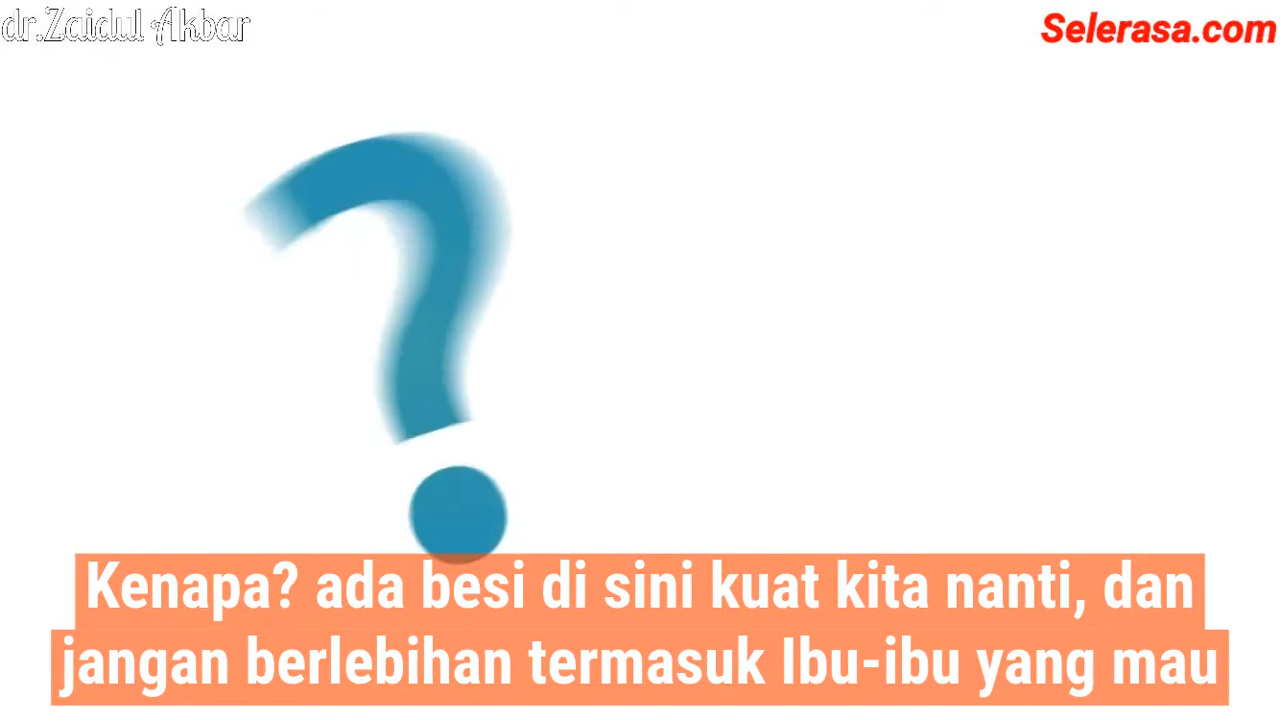 dr.Zaidul Akbar
Selerasa.com
Kenapa? ada besi di sini kuat kita nanti, dan
jangan berlebihan termasuk Ibu-ibu yang mau